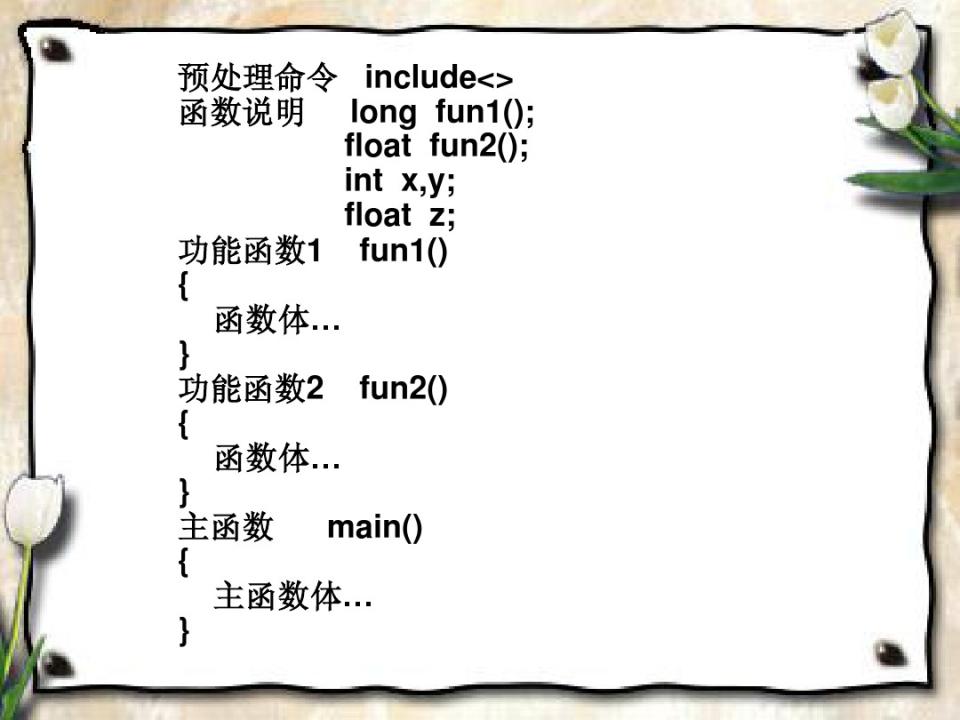 预处理命令 include<>
函数说明 long fun1();
float fun2();
int x,y;
float z;
功能函数1 fun1()
{
函数体…
}
功能函数2 fun2()
{
函数体…
}
主函数 main()
{
主函数体…
}